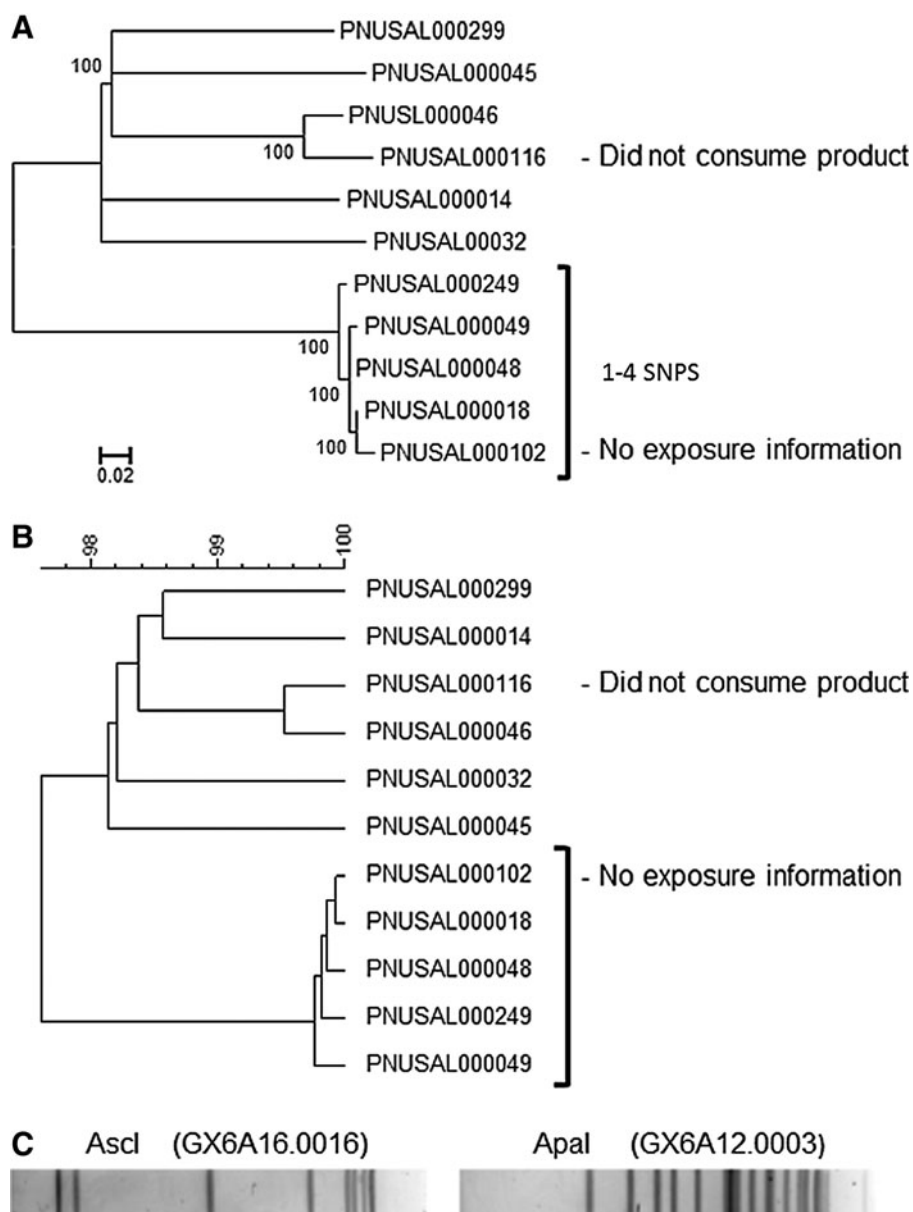 A
PNUSAL000299
100
PNUSAL000045
PNUSL000046
100
PNUSAL000116 - Did not consume product
PNUSAL000014
PNUSAL00032
PNUSAL000249
100
PNUSAL000049
PNUSAL000048 1-4 SNPS
100
PNUSAL000018
100
PNUSAL000102 - No exposure information
0.02
B
98 99 100
PNUSAL000299
PNUSAL000014
PNUSAL000116 - Did not consume product
PNUSAL000046
PNUSAL000032
PNUSAL000045
PNUSAL000102 - No exposure information
PNUSAL000018
PNUSAL000048
PNUSAL000249
PNUSAL000049
C
AscI (GX6A16.0016) ApaI (GX6A12.0003)